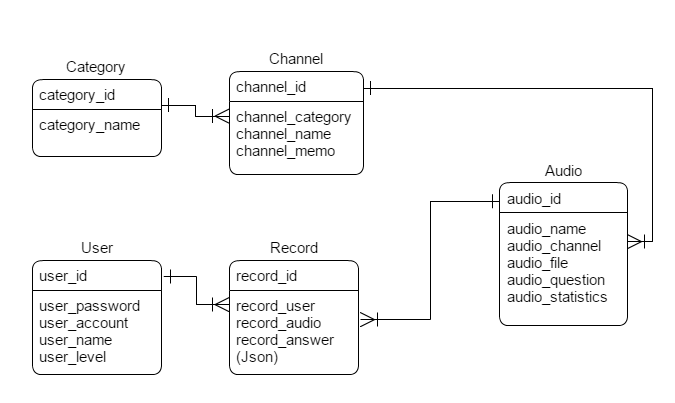 Category
category_id
category_name
Channel
channel_id
channel_category
channel_name
channel_memo
Audio
audio_id
audio_name
audio_channel
audio_file
audio_question
audio_statistics
User
user_id
user_password
user_account
user_name
user_level
Record
record_id
record_user
record_audio
record_answer
(Json)